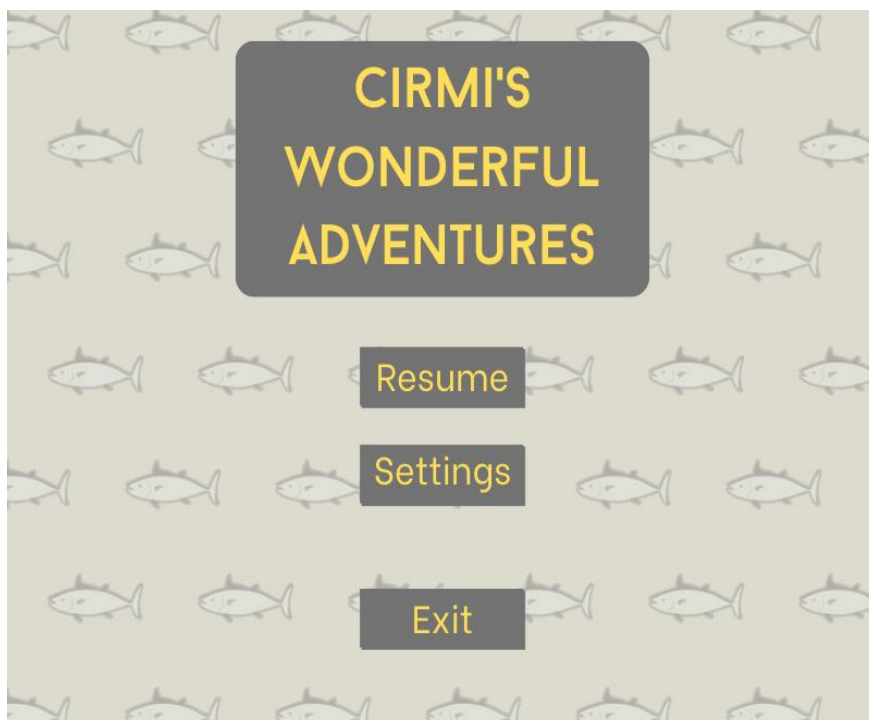 CIRMI'S
WONDERFUL
ADVENTURES
Resume
Settings
Exit